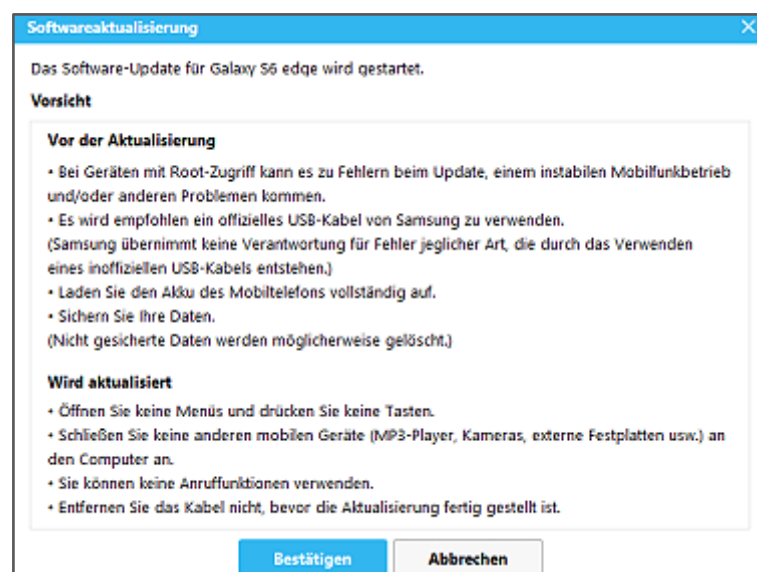 Softwareaktualisierung
Das Software-Update für Galaxy S6 edge wird gestartet.
Vorsicht
Vor der Aktualisierung
• Bei Geräten mit Root-Zugriff kann es zu Fehlern beim Update, einem instabilen Mobilfunkbetrieb
und/oder anderen Problemen kommen.
• Es wird empfohlen ein offizielles USB-Kabel von Samsung zu verwenden.
(Samsung übernimmt keine Verantwortung für Fehler jeglicher Art, die durch das Verwenden
eines inoffiziellen USB-Kabels entstehen.)
• Laden Sie den Akku des Mobiltelefons vollständig auf.
• Sichern Sie Ihre Daten.
(Nicht gesicherte Daten werden möglicherweise gelöscht.)
Wird aktualisiert
• Öffnen Sie keine Menüs und drücken Sie keine Tasten.
• Schließen Sie keine anderen mobilen Geräte (MP3-Player, Kameras, externe Festplatten usw.) an
den Computer an.
• Sie können keine Anruffunktionen verwenden.
• Entfernen Sie das Kabel nicht, bevor die Aktualisierung fertig gestellt ist.
Bestätigen Abbrechen